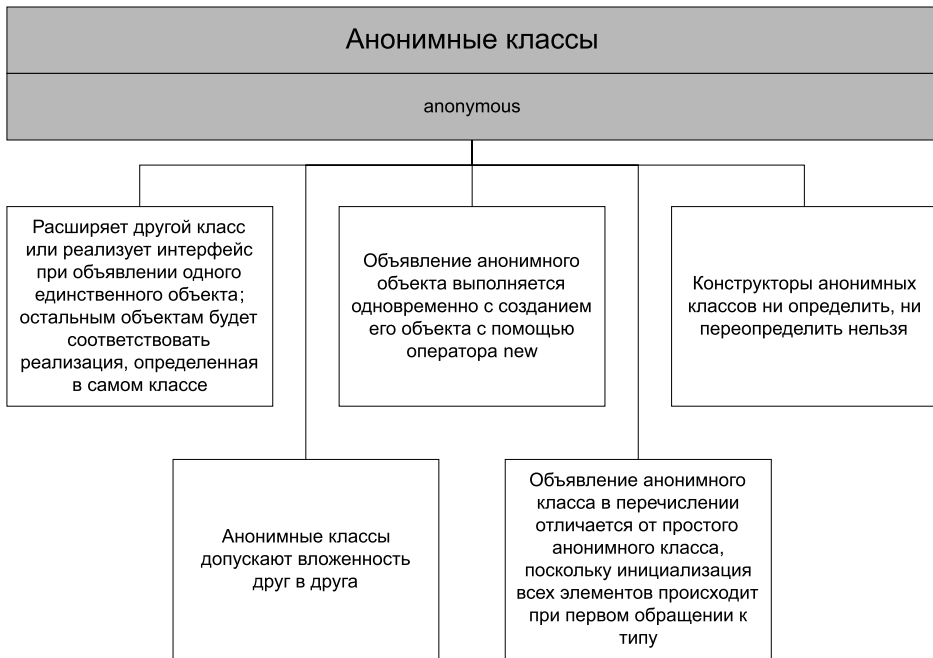 Анонимные классы
anonymous
Расширяет другой класс
или реализует интерфейс
при объявлении одного
единственного объекта;
остальным объектам будет
соответствовать
реализация, определенная
в самом классе
Объявление анонимного
объекта выполняется
одновременно с созданием
его объекта с помощью
оператора new
Конструкторы анонимных
классов ни определить, ни
переопределить нельзя
Анонимные классы
допускают вложенность
друг в друга
Объявление анонимного
класса в перечислении
отличается от простого
анонимного класса,
поскольку инициализация
всех элементов происходит
при первом обращении к
типу